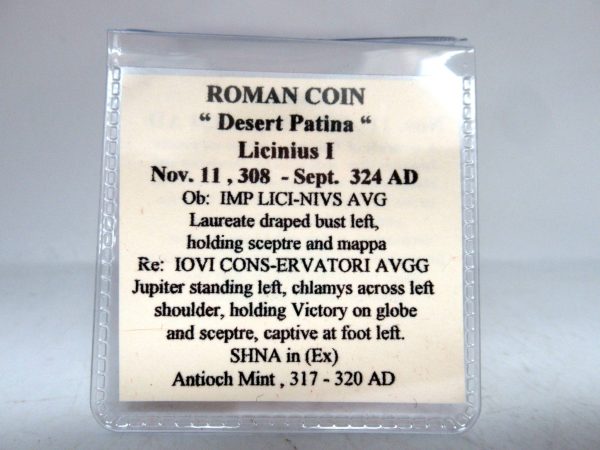 ROMAN COIN
“ Desert Patina “
Licinius I
Nov. 11 , 308 - Sept. 324 AD
Ob: IMP LICI-NIVS AVG
Laureate draped bust left,
holding sceptre and mappa
Re: IOVI CONS-ERVATORI AVGG
Jupiter standing left, chlamys across left
shoulder, holding Victory on globe
and sceptre, captive at foot left.
SHNA in (Ex)
Antioch Mint , 317 - 320 AD